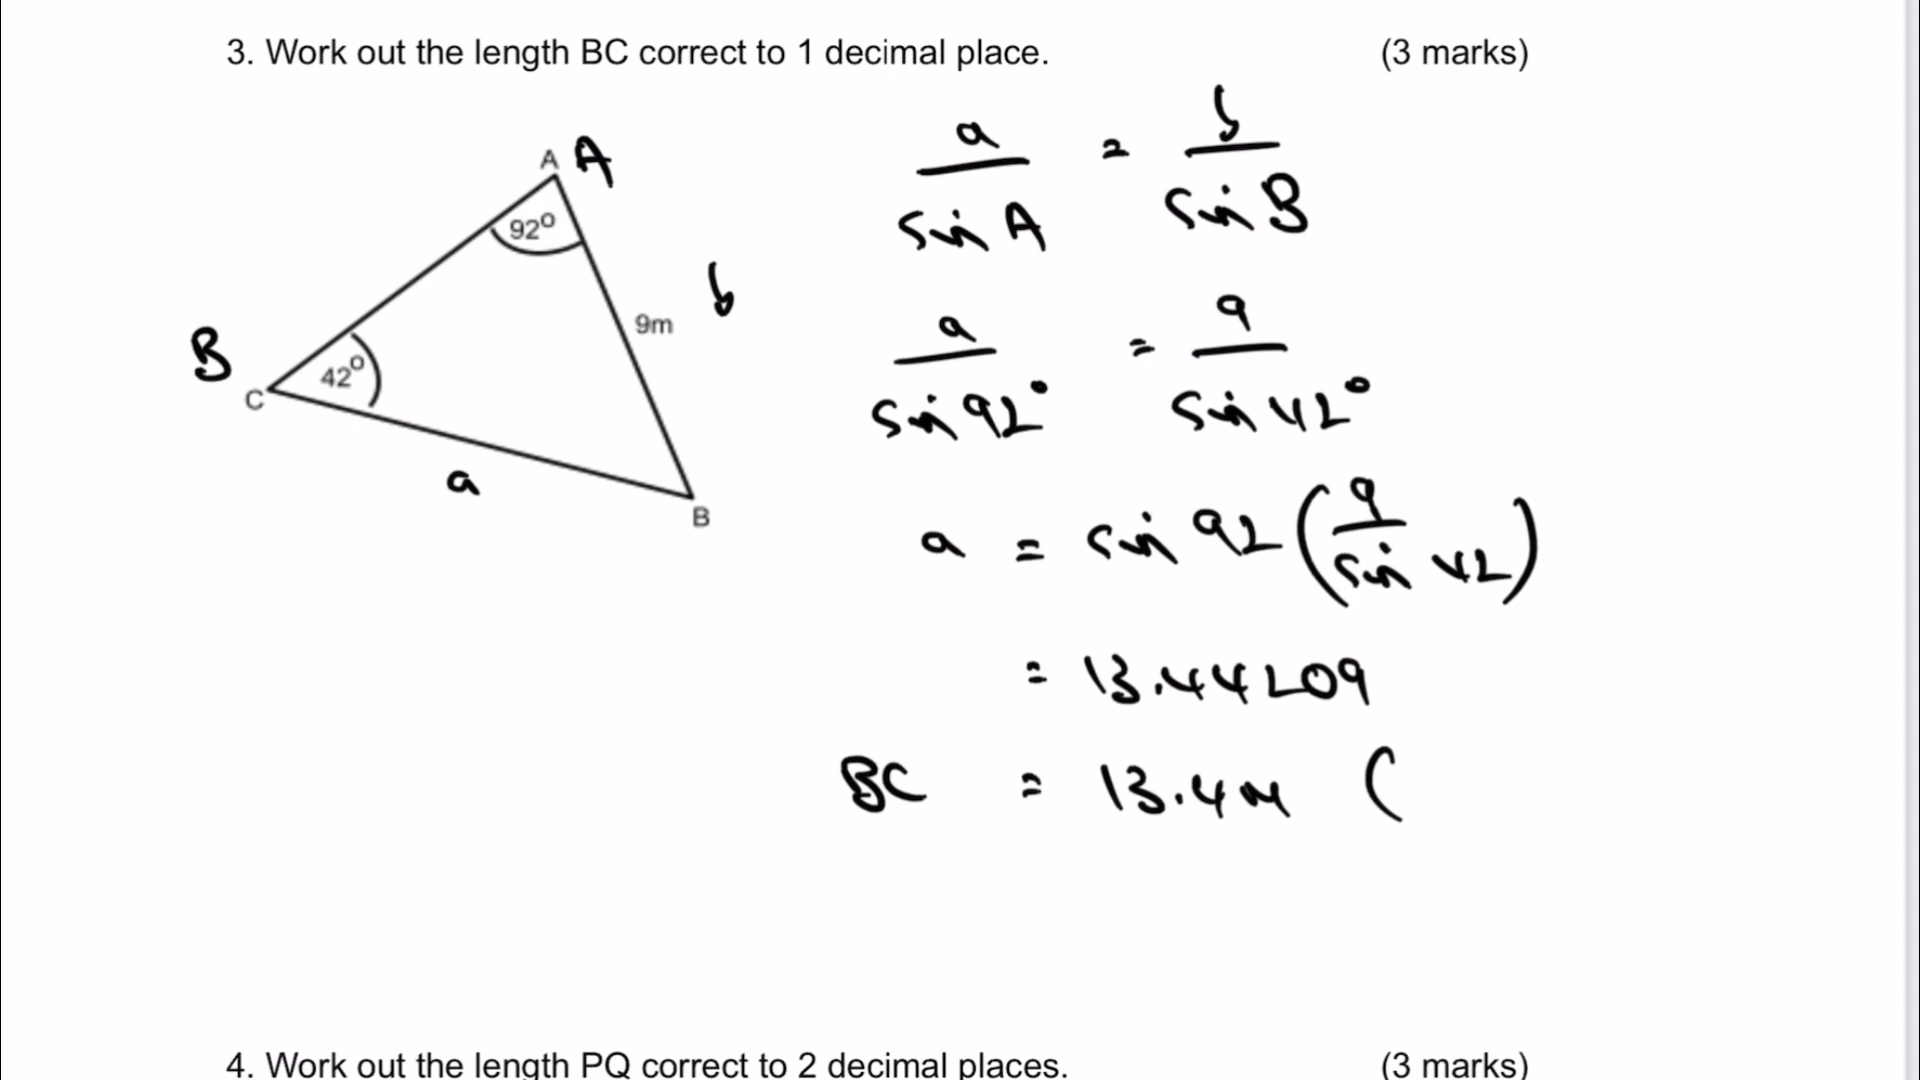 3. Work out the length BC correct to 1 decimal place. (3 marks)
A A
92°
9m b
B
42°
C
a
B
a/sin A = b/sin B
a/sin 92° = 9/sin 42°
a = sin 92 (9/sin 42)
= 13.44209
BC = 13.4m (
4. Work out the length PQ correct to 2 decimal places. (3 marks)